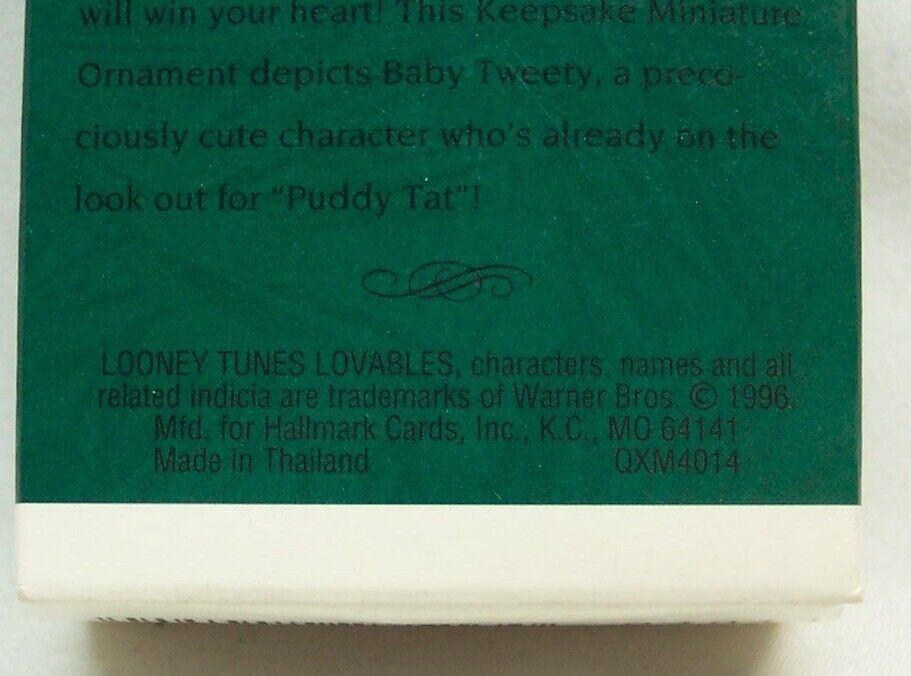 will win your heart! This Keepsake Miniature
Ornament depicts Baby Tweety, a preco-
ciously cute character who's already on the
look out for "Puddy Tat"!
LOONEY TUNES LOVABLES, characters, names and all
related indicia are trademarks of Warner Bros. © 1996.
Mfd. for Hallmark Cards, Inc., K.C., MO 64141
Made in Thailand QXM4014